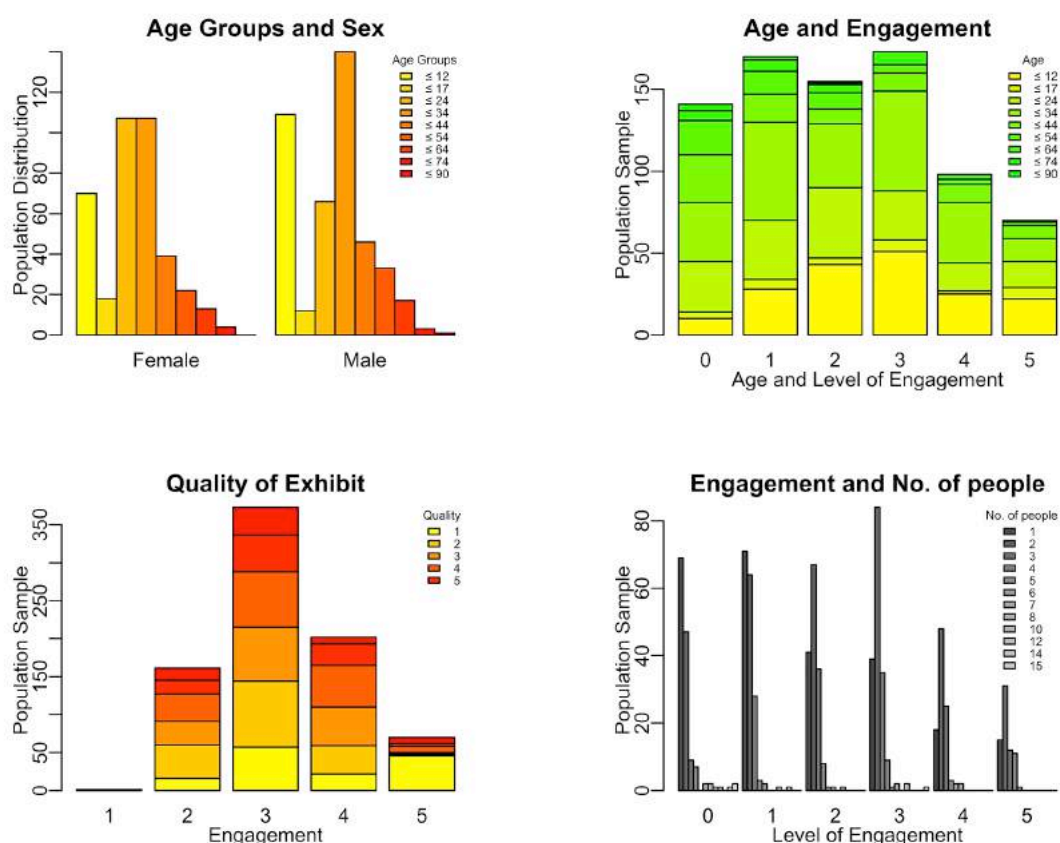 Age Groups and Sex
Age Groups
≤ 12
≤ 17
≤ 24
≤ 34
≤ 44
≤ 54
≤ 64
≤ 74
≤ 90
Population Distribution
0 20 40 60 80 120
Female Male
Age and Engagement
Age
≤ 12
≤ 17
≤ 24
≤ 34
≤ 44
≤ 54
≤ 64
≤ 74
≤ 90
Population Sample
0 50 100 150
0 1 2 3 4 5
Age and Level of Engagement
Quality of Exhibit
Quality
1
2
3
4
5
Population Sample
0 50 150 250 350
1 2 3 4 5
Engagement
Engagement and No. of people
No. of people
1
2
3
4
5
6
7
8
10
12
14
15
Population Sample
0 20 40 60 80
0 1 2 3 4 5
Level of Engagement